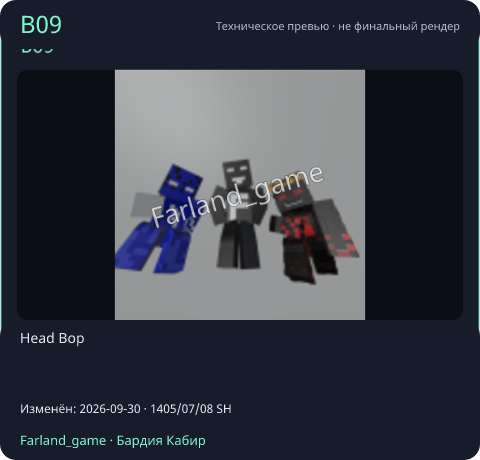 B09
Техническое превью · не финальный рендер
B09
Farland_game
Head Bop
Изменён: 2026-09-30 · 1405/07/08 SH
Farland_game · Бардия Кабир